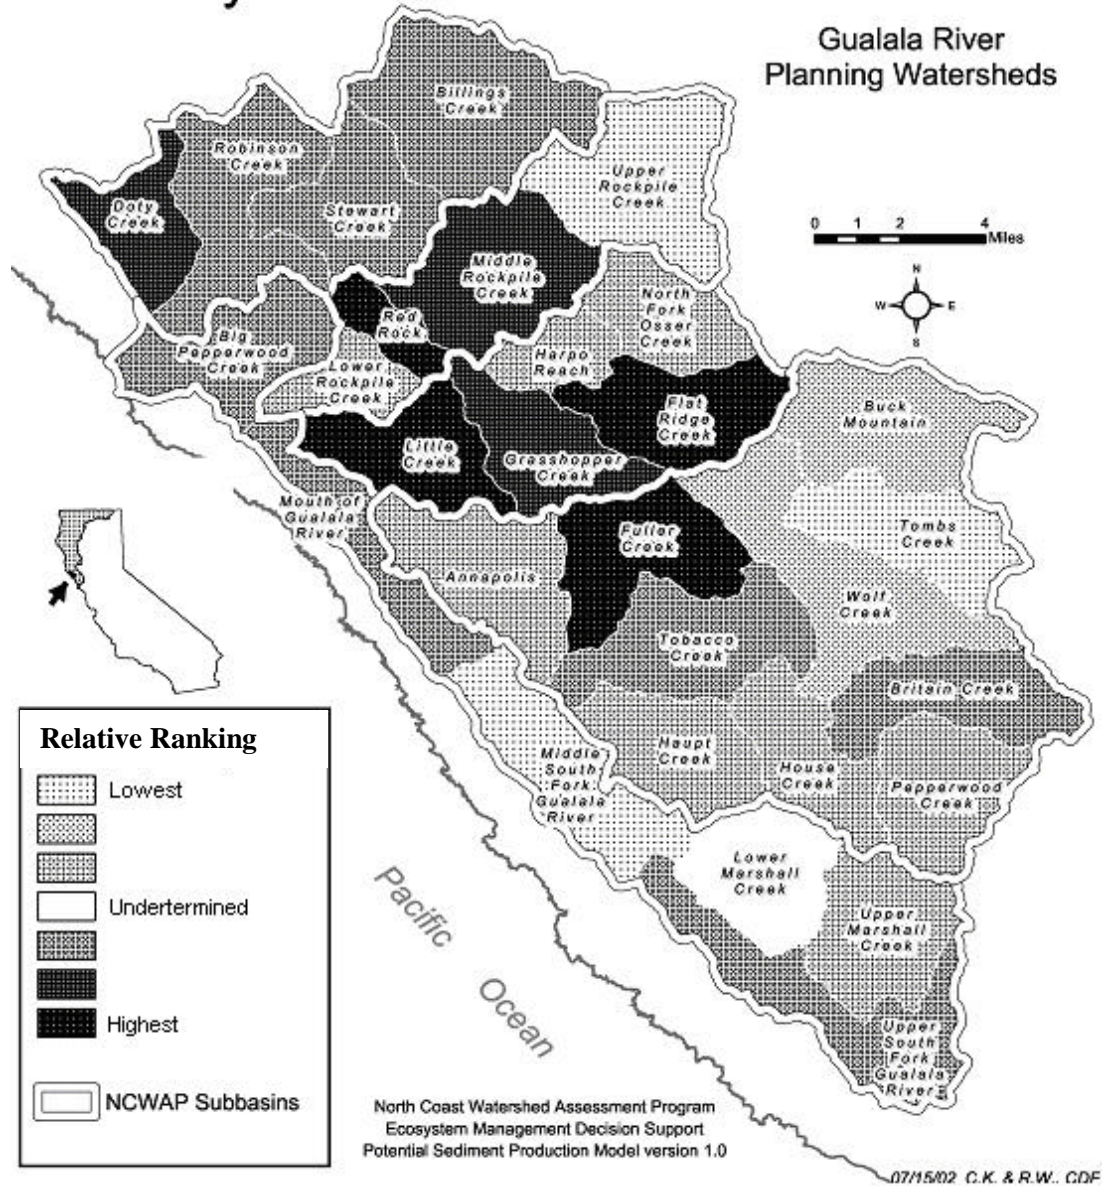 Gualala River
Planning Watersheds
Billings
Creek
Robinson
Creek
Upper
Rockpile
Creek
Doty
Creek
Stewart
Creek
0 1 2 4
Miles
Middle
Rockpile
Creek
N
W E
S
North
Fork
Osser
Creek
Red
Rock
Big
Pepperwood
Creek
Harpo
Reach
Lower
Rockpile
Creek
Flat
Ridge
Creek
Buck
Mountain
Little
Creek
Grasshopper
Creek
Mouth of
Gualala
River
Fuller
Creek
Tombs
Creek
Annapolis
Wolf
Creek
Tobacco
Creek
Britain Creek
Haupt
Creek
House
Creek
Pepperwood
Creek
Middle
South
Fork
Gualala
River
Lower
Marshall
Creek
Upper
Marshall
Creek
Upper
South
Fork
Gualala
River
Pacific
Ocean
Relative Ranking
Lowest
Undertermined
Highest
NCWAP Subbasins
North Coast Watershed Assessment Program
Ecosystem Management Decision Support
Potential Sediment Production Model version 1.0
07/15/02 C.K. & R.W., CDF